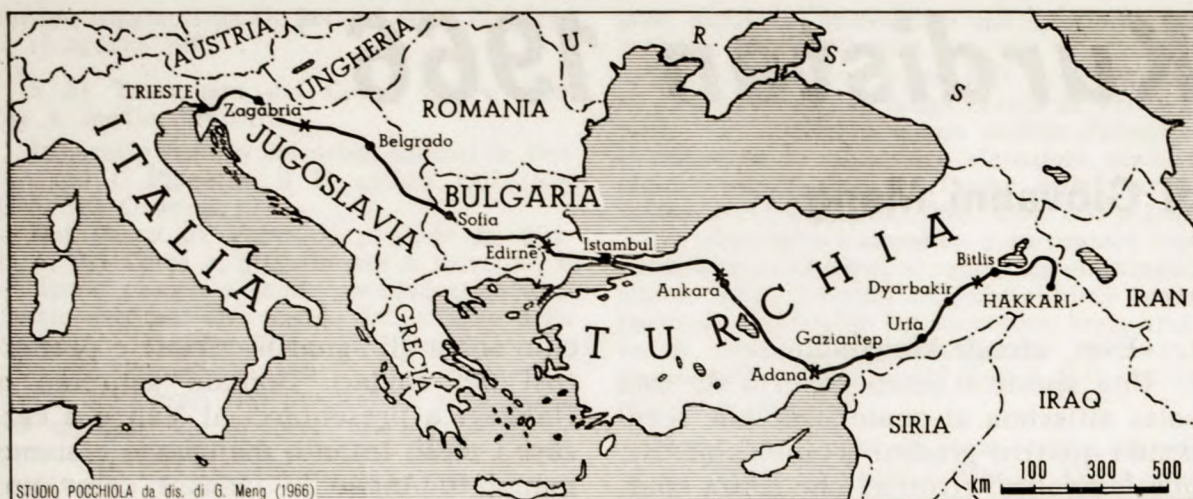 AUSTRIA
UNGHERIA
U R S S
TRIESTE
Zagabria
ROMANIA
ITALIA
JUGOSLAVIA
Belgrado
BULGARIA
Sofia
Edirne
Istambul
GRECIA
TURCHIA
Ankara
Bitlis
Dyarbakir
HAKKARI
IRAN
Urfa
Gaziantep
Adana
SIRIA
IRAQ
100 300 500
km
STUDIO POCCHIOLA da dis. di G. Meng (1966)